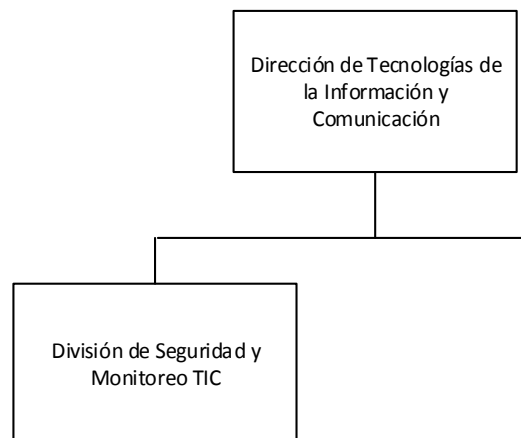 Dirección de Tecnologías de
la Información y
Comunicación
División de Seguridad y
Monitoreo TIC